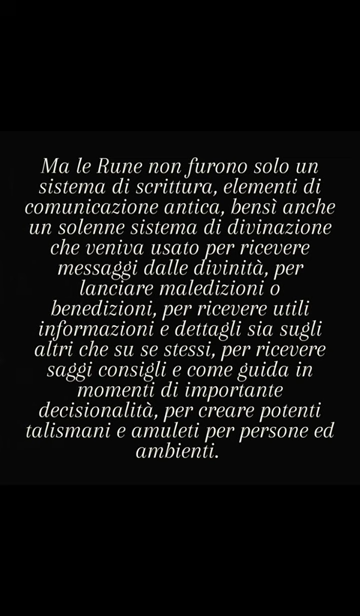 Ma le Rune non furono solo un
sistema di scrittura, elementi di
comunicazione antica, bensì anche
un solenne sistema di divinazione
che veniva usato per ricevere
messaggi dalle divinità, per
lanciare maledizioni o
benedizioni, per ricevere utili
informazioni e dettagli sia sugli
altri che su se stessi, per ricevere
saggi consigli e come guida in
momenti di importante
decisionalità, per creare potenti
talismani e amuleti per persone ed
ambienti.